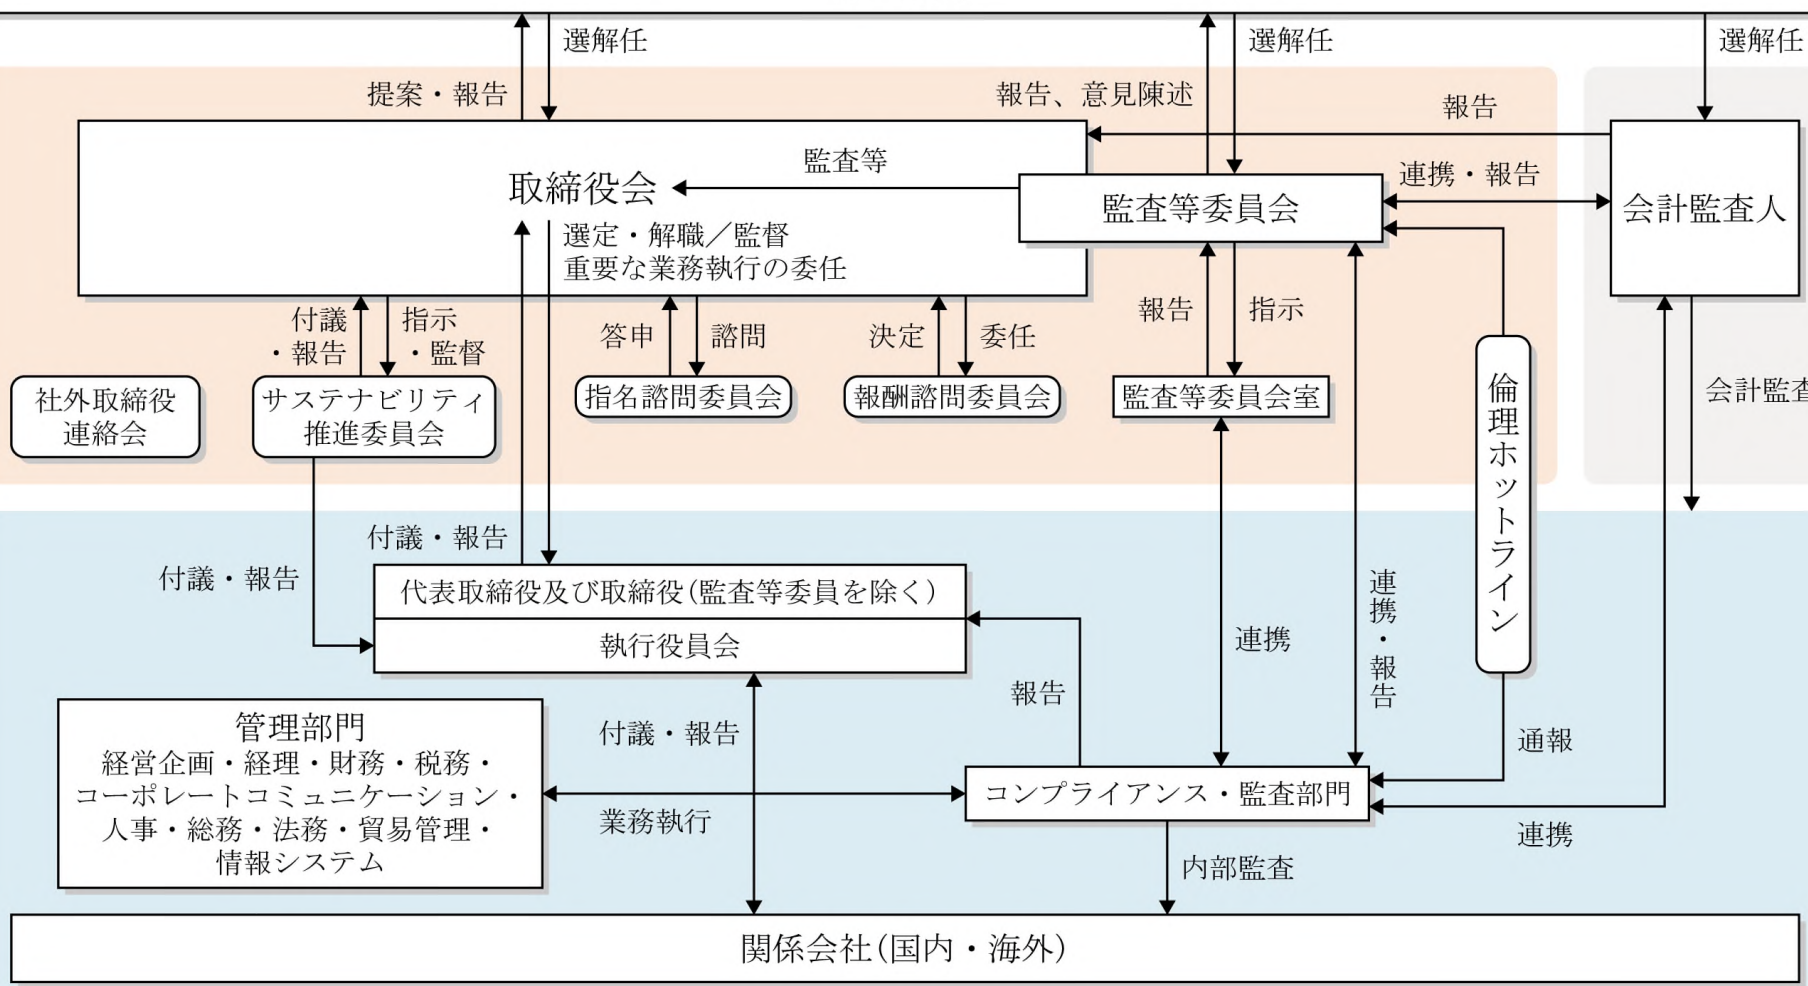 選解任
選解任
選解任
提案・報告
報告、意見陳述
報告
監査等
取締役会
監査等委員会
連携・報告
会計監査人
選定・解職／監督
重要な業務執行の委任
付議
・報告
指示
・監督
答申
諮問
決定
委任
報告
指示
社外取締役
連絡会
サステナビリティ
推進委員会
指名諮問委員会
報酬諮問委員会
監査等委員会室
倫理ホットライン
会計監査
付議・報告
付議・報告
代表取締役及び取締役(監査等委員を除く)
執行役員会
連携
連携・報告
報告
管理部門
経営企画・経理・財務・税務・
コーポレートコミュニケーション・
人事・総務・法務・貿易管理・
情報システム
付議・報告
業務執行
コンプライアンス・監査部門
通報
連携
内部監査
関係会社(国内・海外)